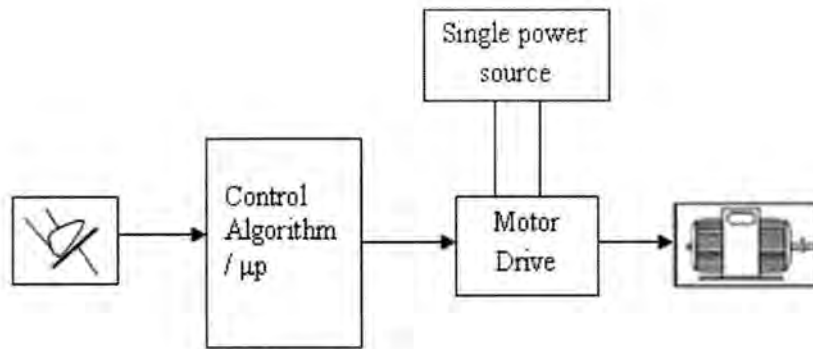 Single power
source
Control
Algorithm
/ μp
Motor
Drive